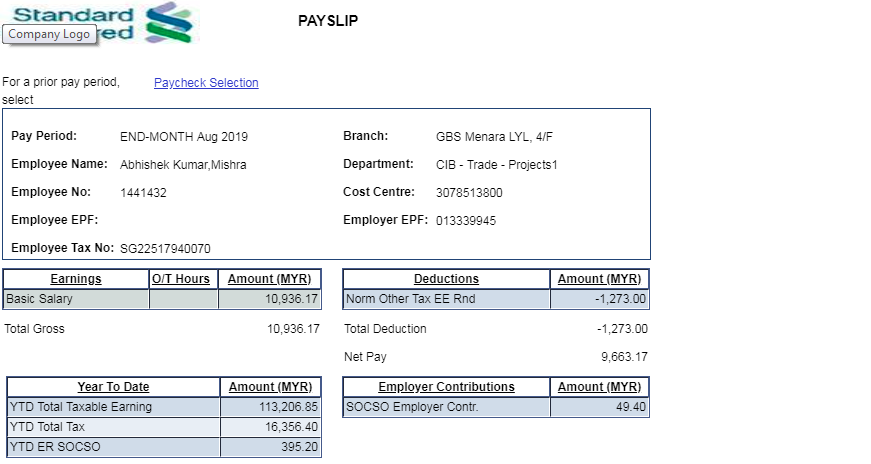 Standard
Company Logo red
PAYSLIP
For a prior pay period, select
Paycheck Selection
Pay Period: END-MONTH Aug 2019 Branch: GBS Menara LYL, 4/F
Employee Name: Abhishek Kumar,Mishra Department: CIB - Trade - Projects1
Employee No: 1441432 Cost Centre: 3078513800
Employee EPF: Employer EPF: 013339945
Employee Tax No: SG22517940070
Earnings O/T Hours Amount (MYR) Deductions Amount (MYR)
Basic Salary 10,936.17 Norm Other Tax EE Rnd -1,273.00
Total Gross 10,936.17 Total Deduction -1,273.00
Net Pay 9,663.17
Year To Date Amount (MYR) Employer Contributions Amount (MYR)
YTD Total Taxable Earning 113,206.85 SOCSO Employer Contr. 49.40
YTD Total Tax 16,356.40
YTD ER SOCSO 395.20